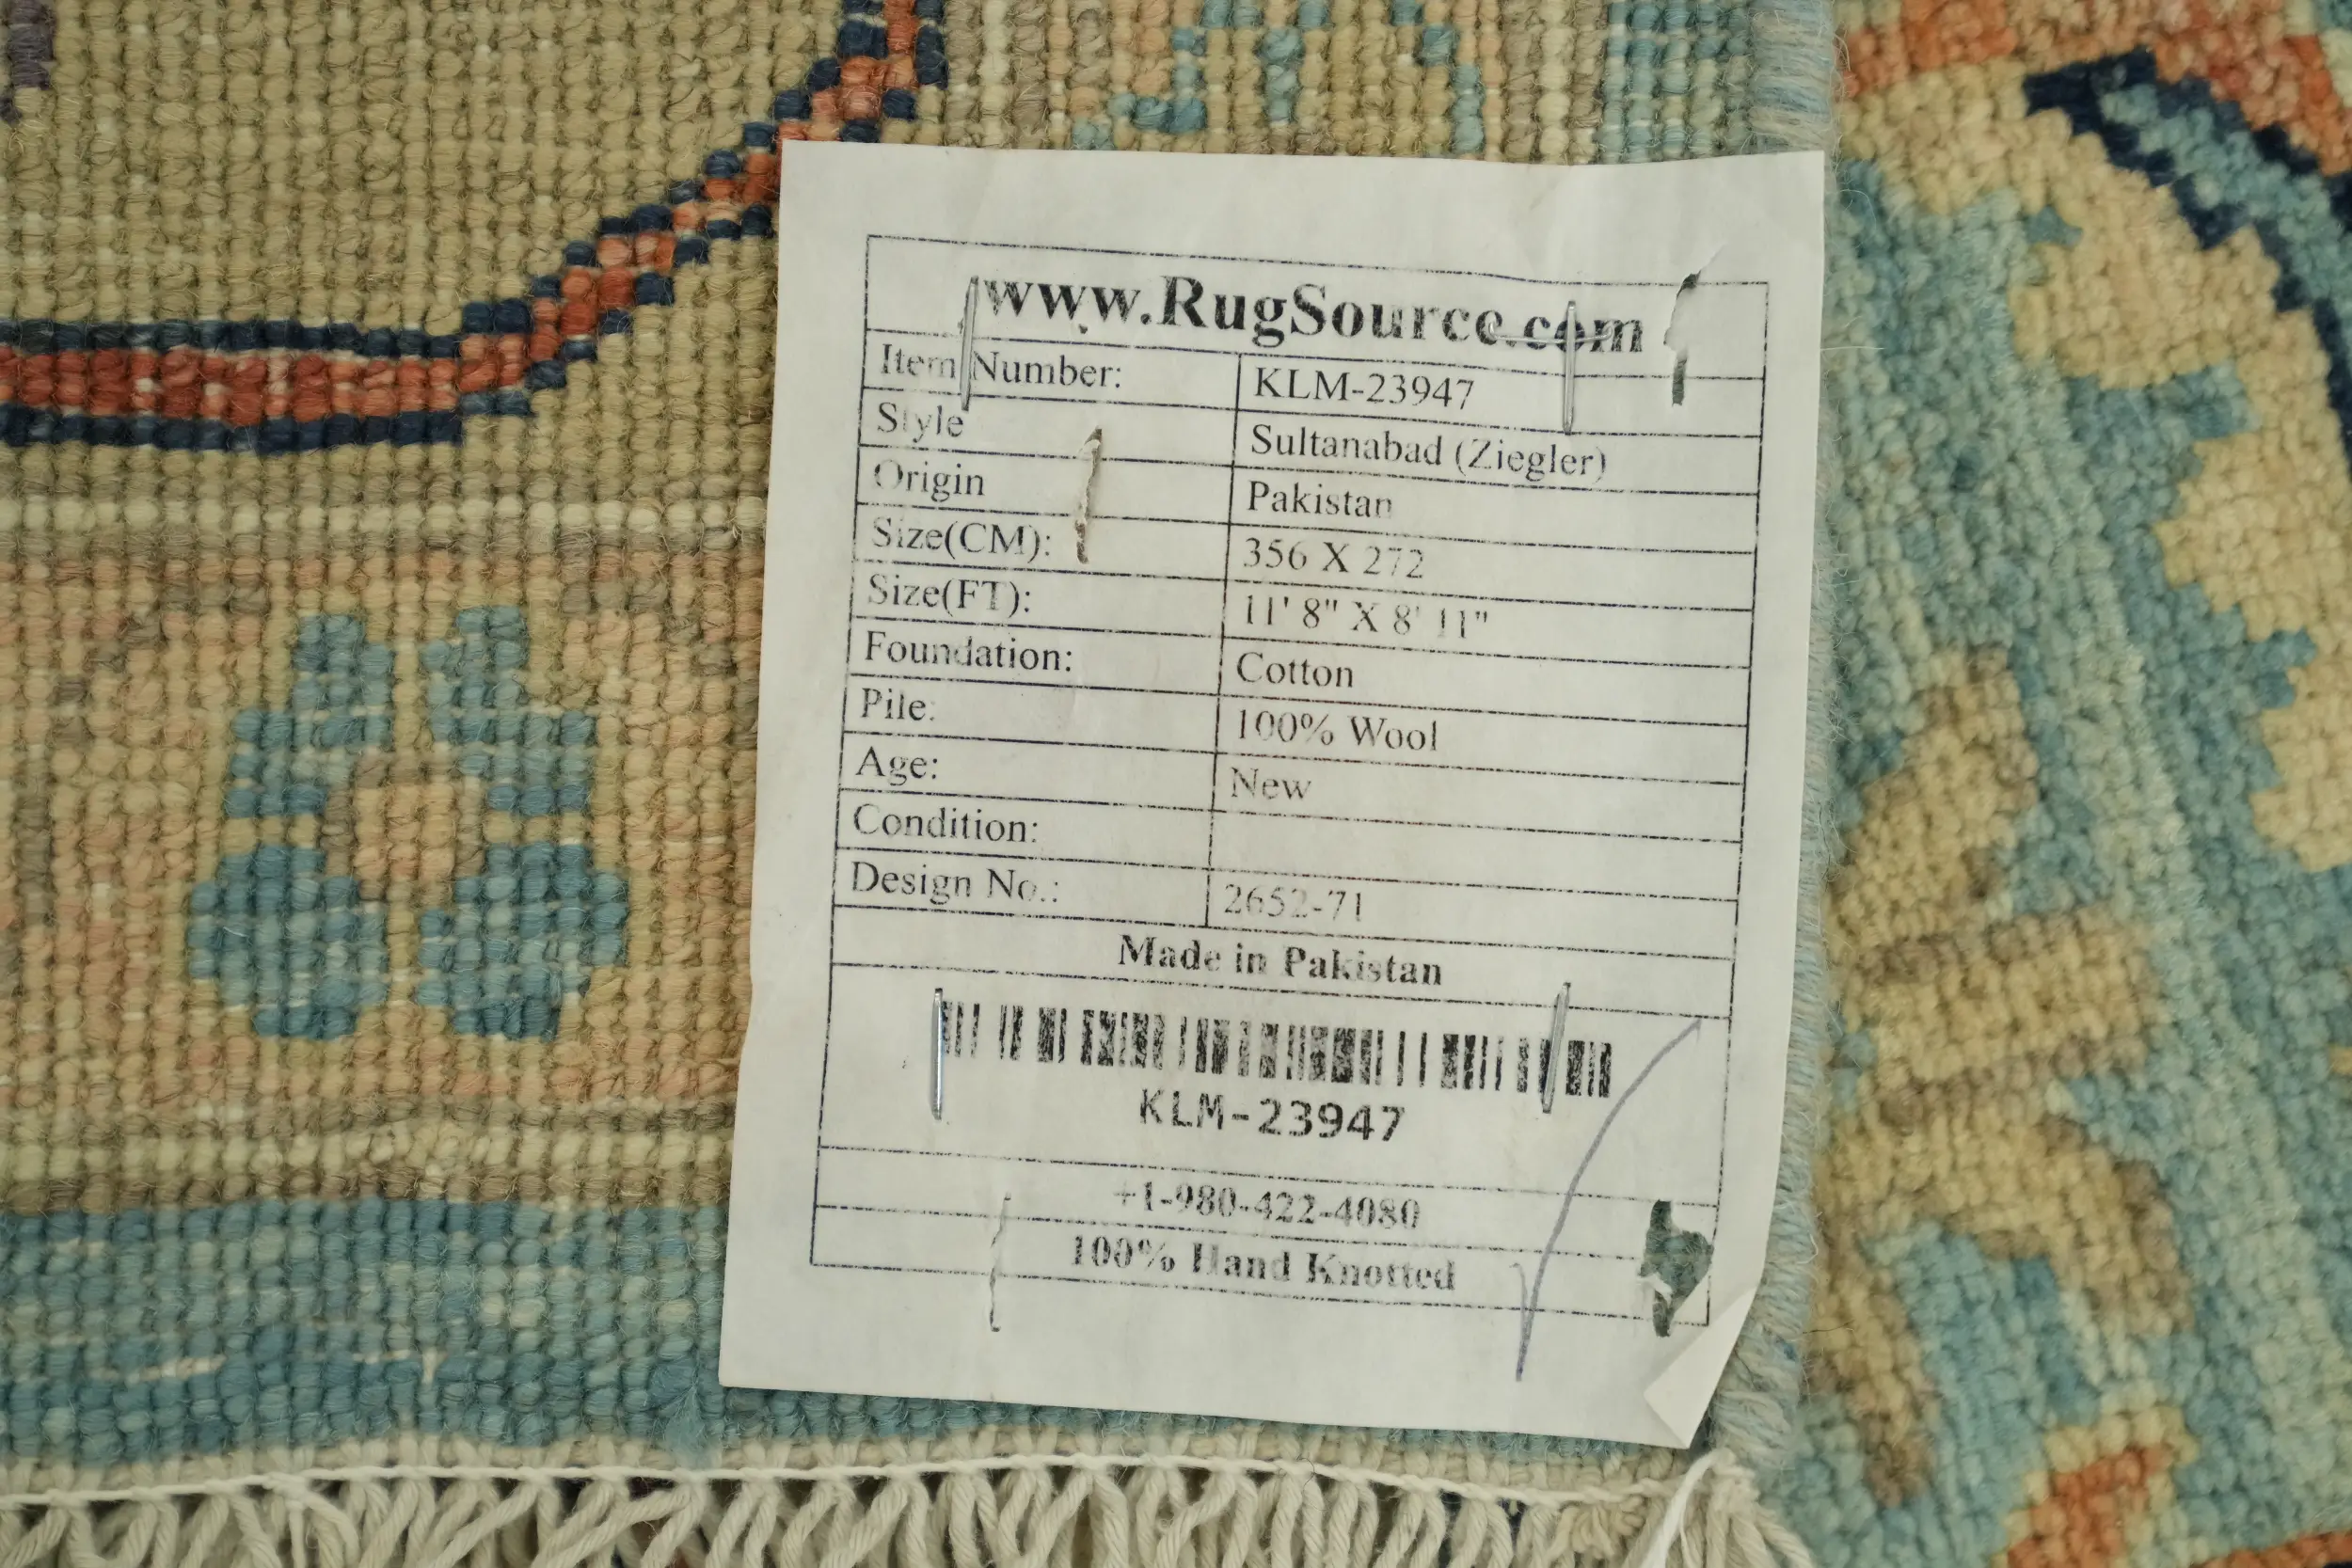 www.RugSource.com
Item Number: KLM-23947
Style Sultanabad (Ziegler)
Origin Pakistan
Size(CM): 356 X 272
Size(FT): 11' 8" X 8' 11"
Foundation: Cotton
Pile: 100% Wool
Age: New
Condition:
Design No.: 2652-71
Made in Pakistan
KLM-23947
+1-980-422-4080
100% Hand Knotted